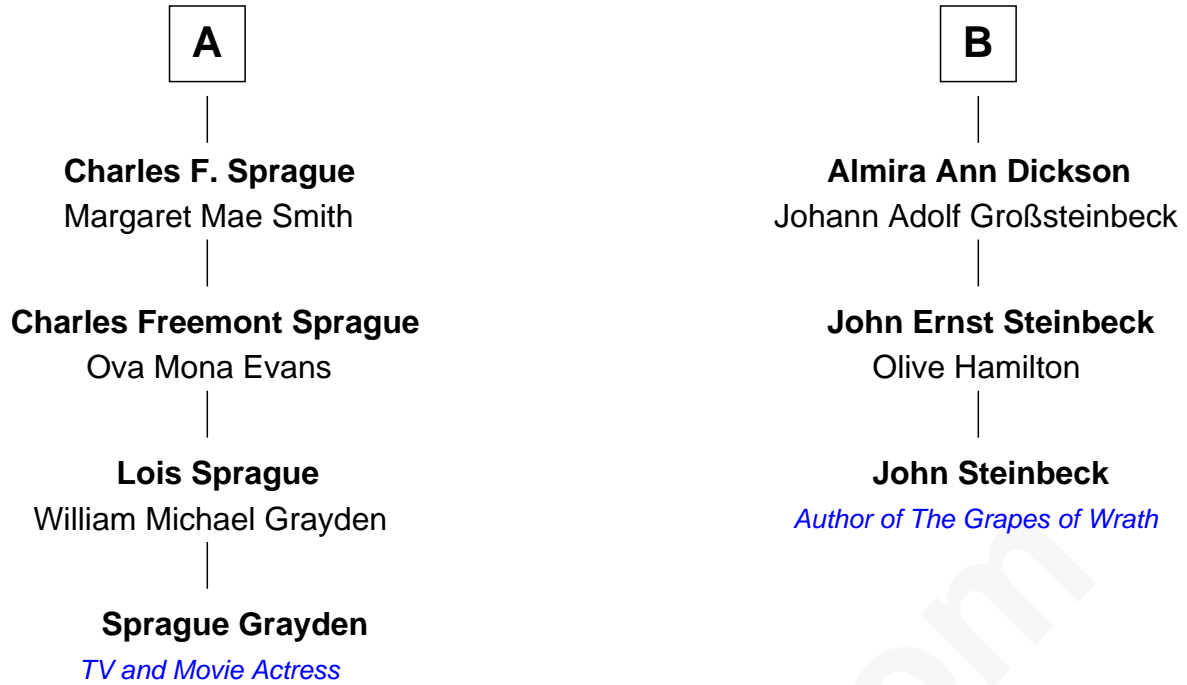 A
Charles F. Sprague
Margaret Mae Smith
Charles Freemont Sprague
Ova Mona Evans
Lois Sprague
William Michael Grayden
Sprague Grayden
TV and Movie Actress
B
Almira Ann Dickson
Johann Adolf Großsteinbeck
John Ernst Steinbeck
Olive Hamilton
John Steinbeck
Author of The Grapes of Wrath
om